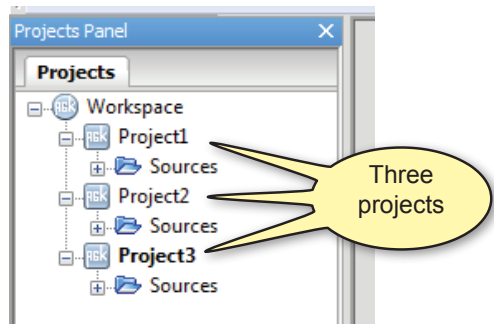 Projects Panel
Projects
Workspace
Project1
Sources
Project2
Sources
Project3
Sources
Three
projects